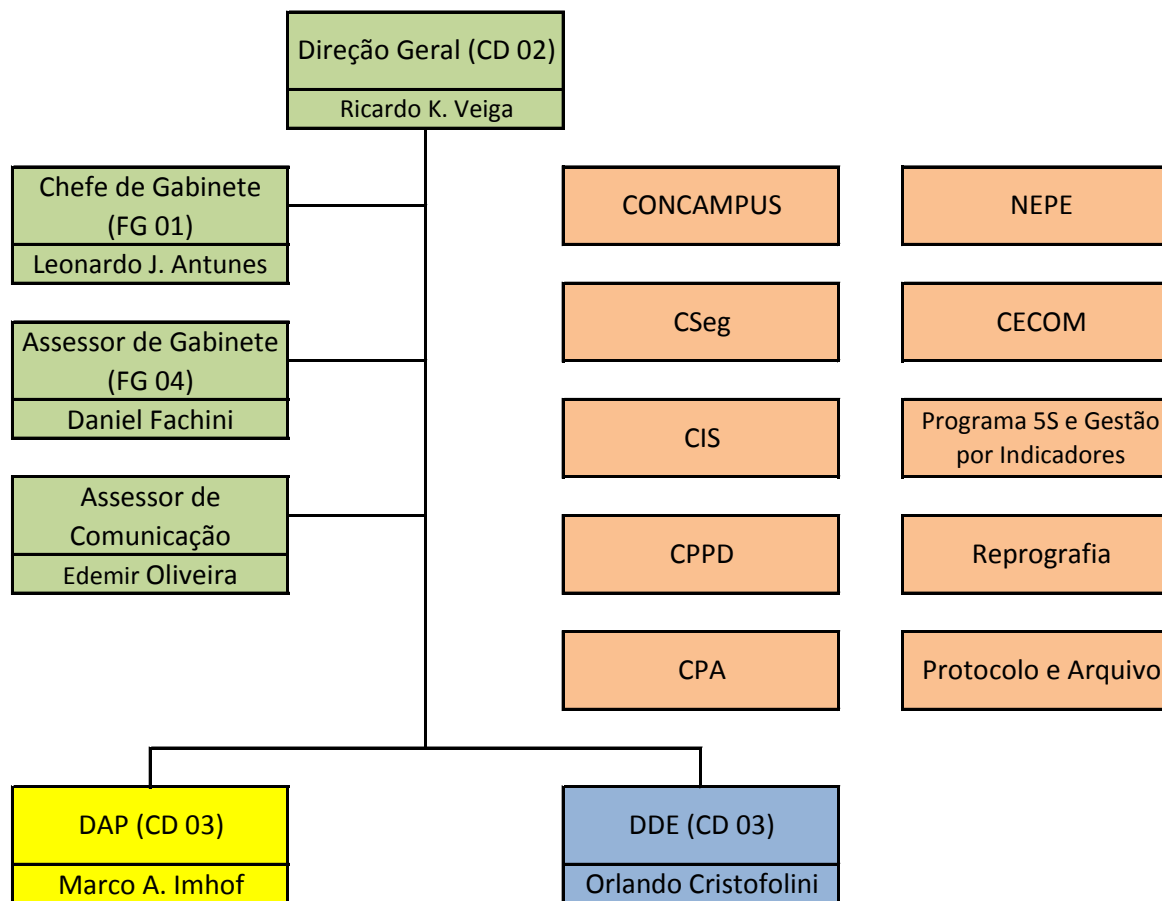 Direção Geral (CD 02)
Ricardo K. Veiga
Chefe de Gabinete
(FG 01)
Leonardo J. Antunes
Assessor de Gabinete
(FG 04)
Daniel Fachini
Assessor de
Comunicação
Edemir Oliveira
CONCAMPUS
NEPE
CSeg
CECOM
CIS
Programa 5S e Gestão
por Indicadores
CPPD
Reprografia
CPA
Protocolo e Arquivo
DAP (CD 03)
Marco A. Imhof
DDE (CD 03)
Orlando Cristofolini